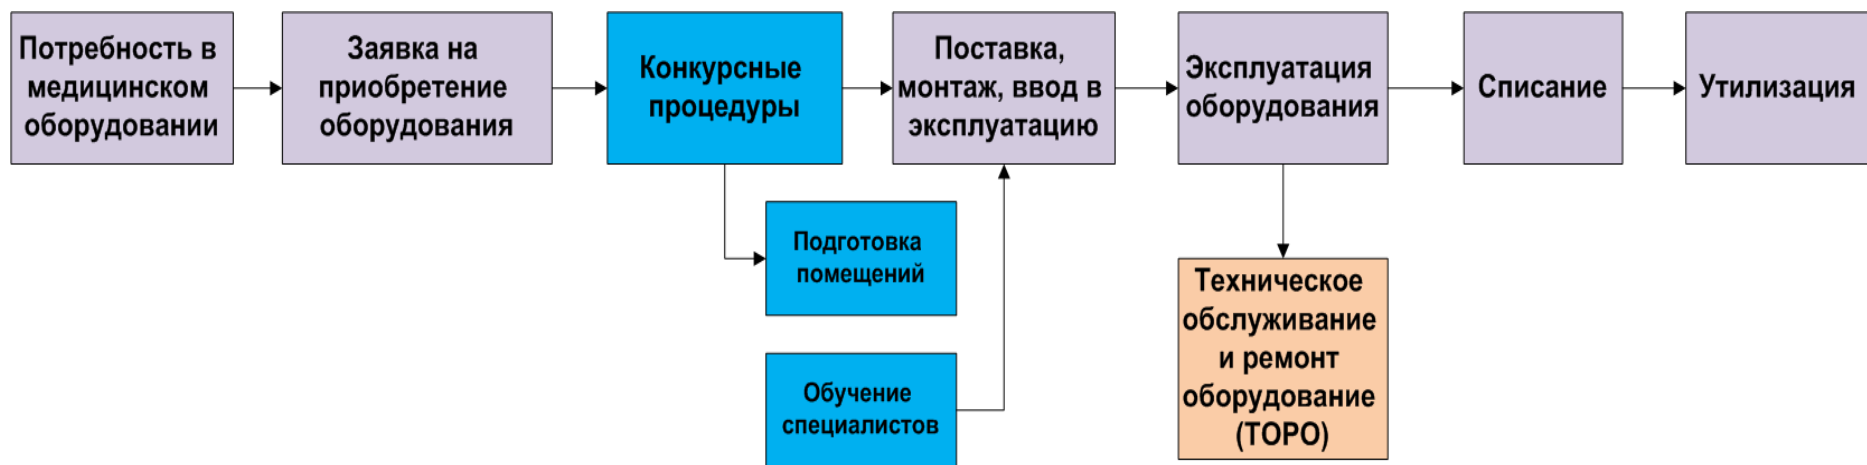 Потребность в
медицинском
оборудовании
Заявка на
приобретение
оборудования
Конкурсные
процедуры
Поставка,
монтаж, ввод в
эксплуатацию
Эксплуатация
оборудования
Списание
Утилизация
Подготовка
помещений
Обучение
специалистов
Техническое
обслуживание
и ремонт
оборудование
(ТОРО)